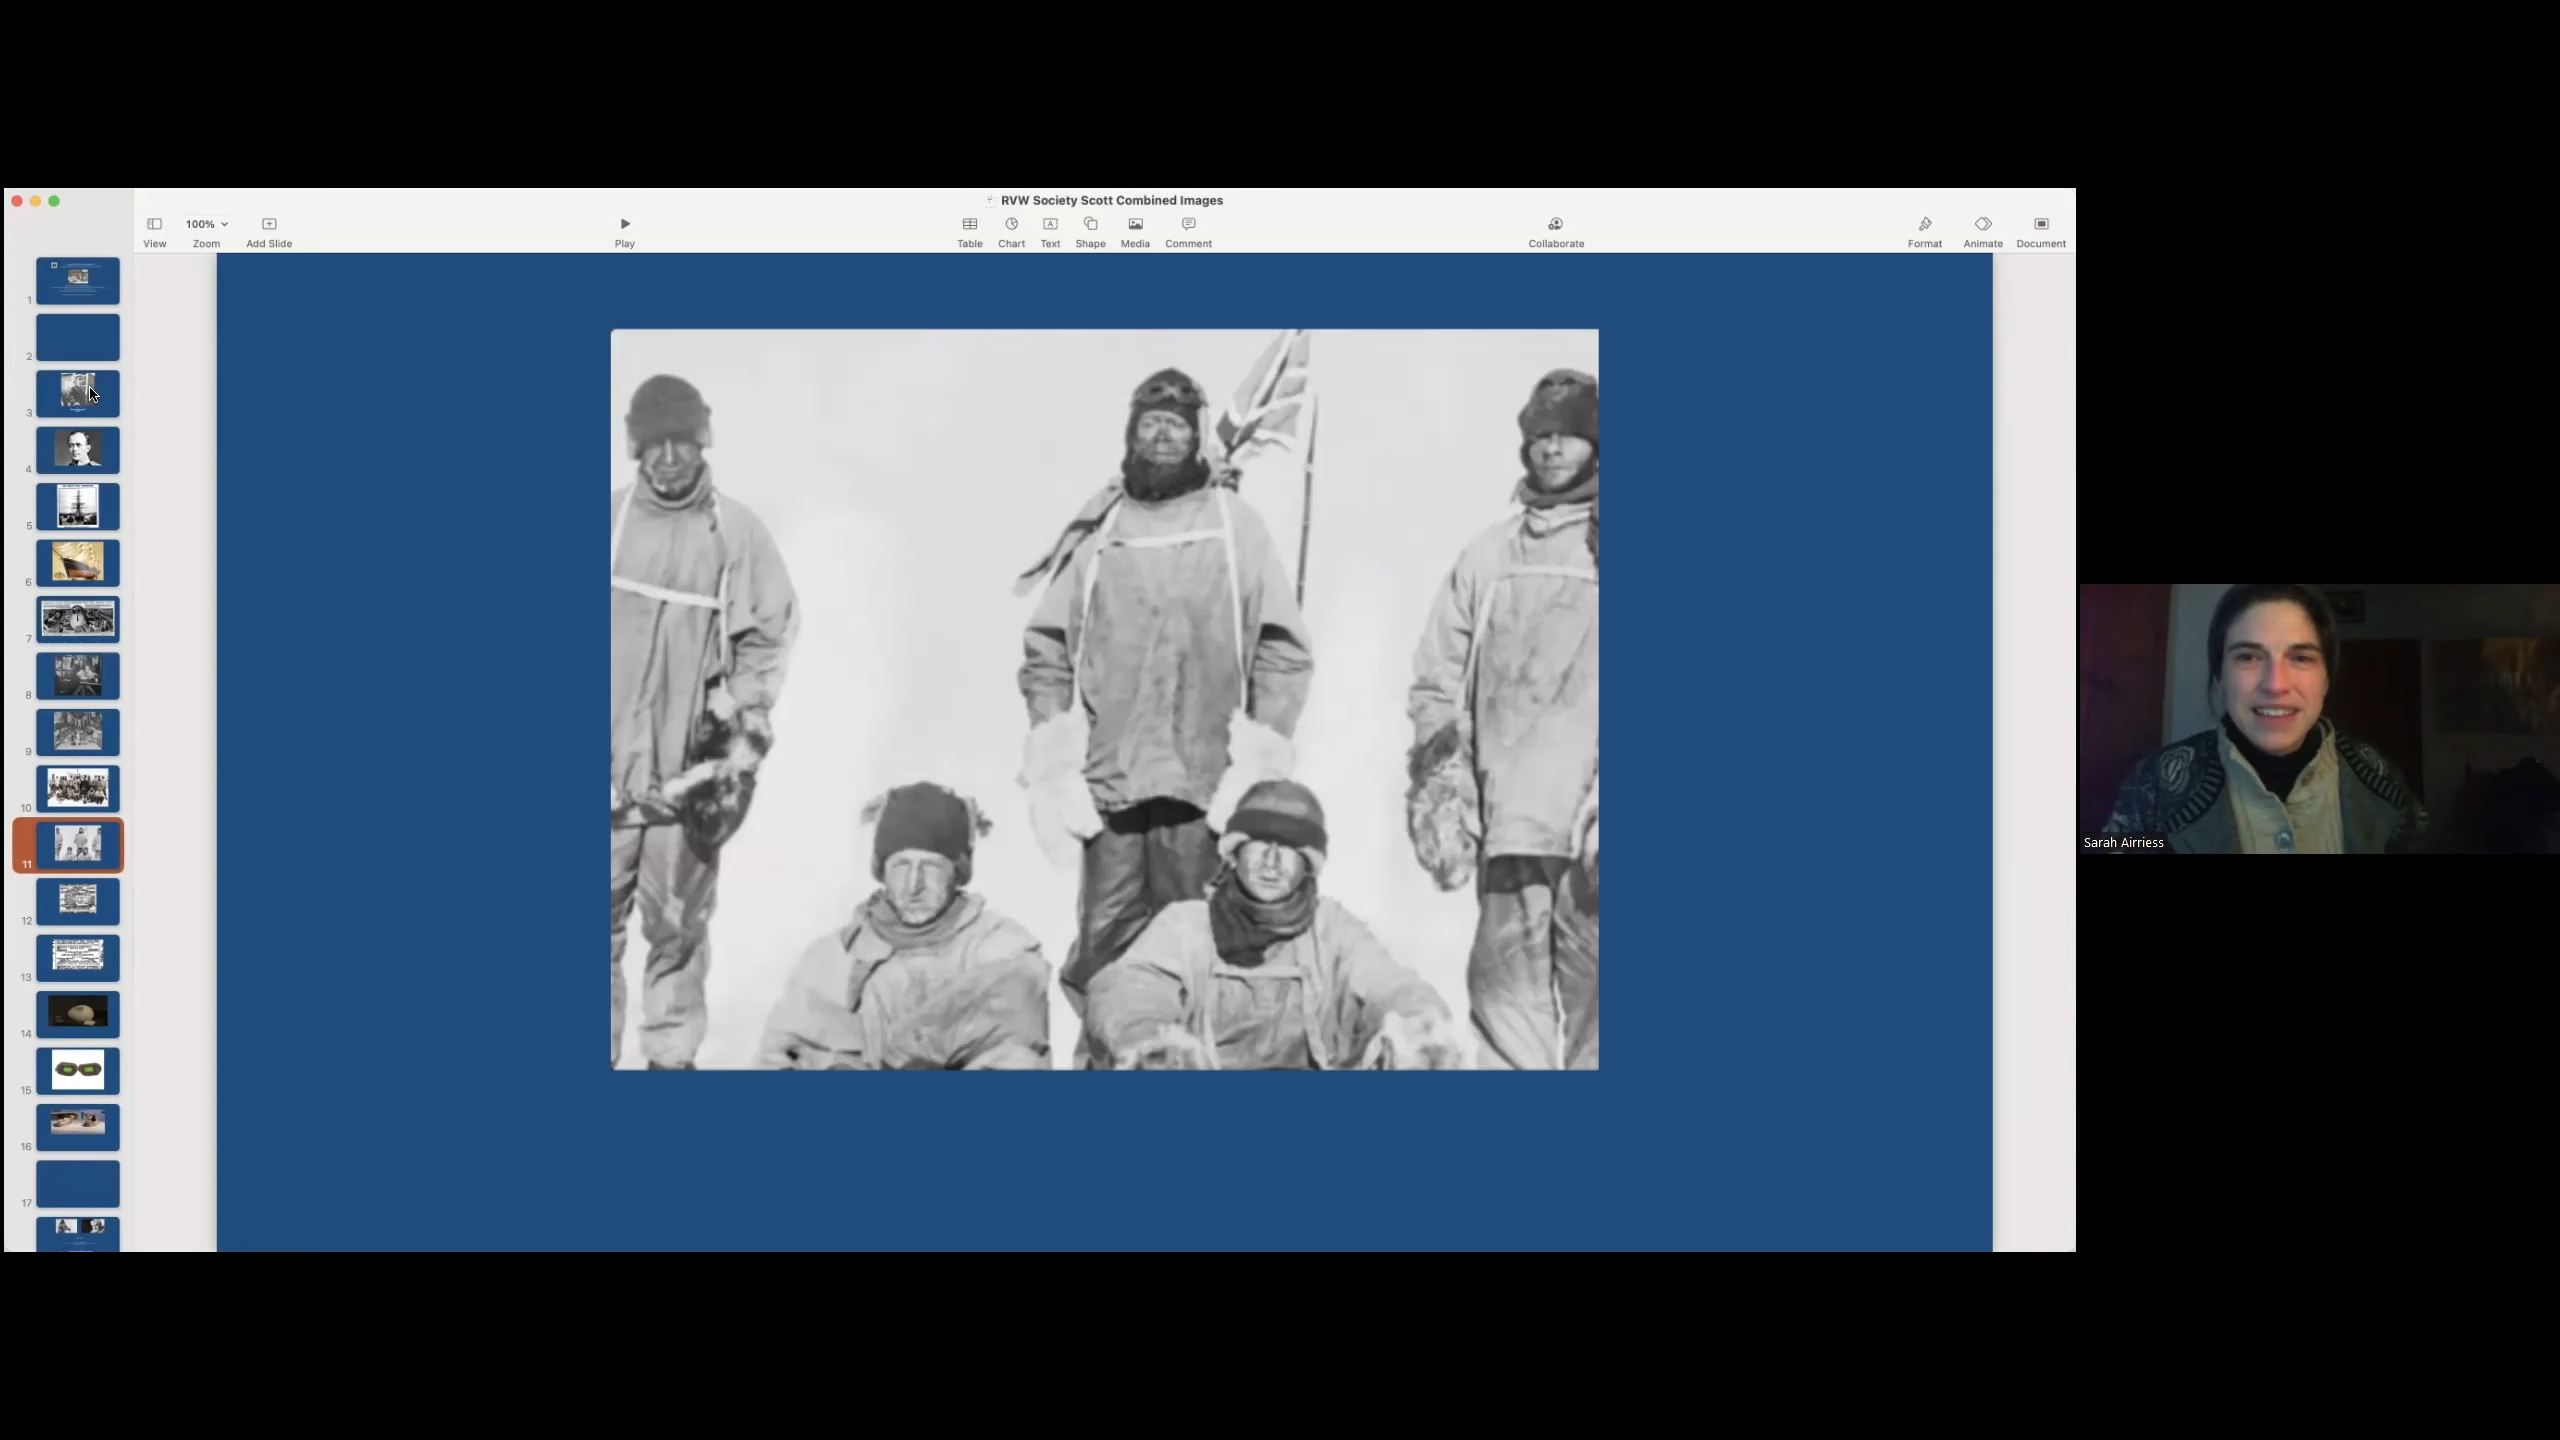 RVW Society Scott Combined Images
100%
View
Zoom
Add Slide
Play
Table
Chart
Text
Shape
Media
Comment
Collaborate
Format
Animate
Document
1
2
3
4
5
6
7
8
9
10
11
12
13
14
15
16
17
Sarah Airriess